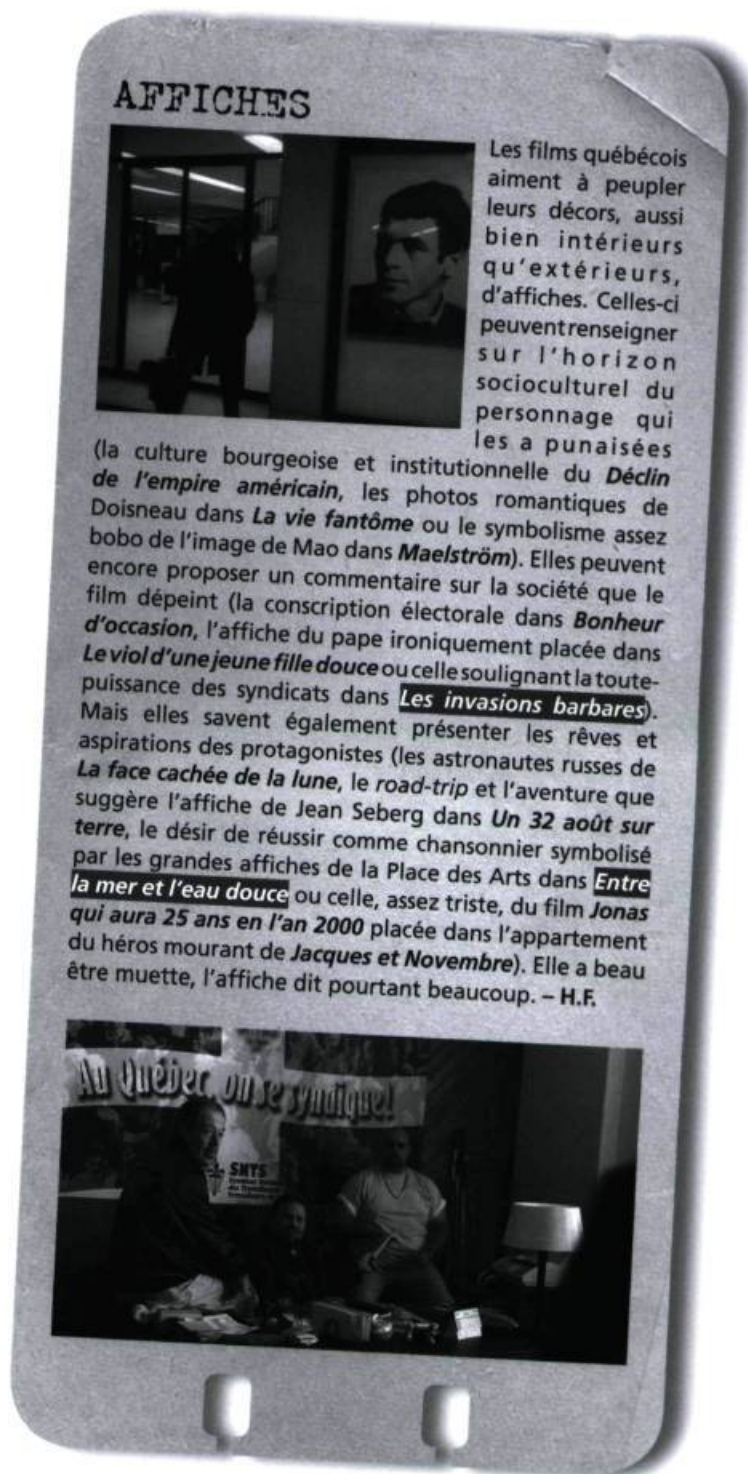 AFFICHES
Les films québécois
aiment à peupler
leurs décors, aussi
bien intérieurs
qu'extérieurs,
d'affiches. Celles-ci
peuvent renseigner
sur l'horizon
socioculturel du
personnage qui
les a punaisées
(la culture bourgeoise et institutionnelle du Déclin
de l'empire américain, les photos romantiques de
Doisneau dans La vie fantôme ou le symbolisme assez
bobo de l'image de Mao dans Maelström). Elles peuvent
encore proposer un commentaire sur la société que le
film dépeint (la conscription électorale dans Bonheur
d'occasion, l'affiche du pape ironiquement placée dans
Le viol d'une jeune fille douce ou celle soulignant la toute-
puissance des syndicats dans Les invasions barbares).
Mais elles savent également présenter les rêves et
aspirations des protagonistes (les astronautes russes de
La face cachée de la lune, le road-trip et l'aventure que
suggère l'affiche de Jean Seberg dans Un 32 août sur
terre, le désir de réussir comme chansonnier symbolisé
par les grandes affiches de la Place des Arts dans Entre
la mer et l'eau douce ou celle, assez triste, du film Jonas
qui aura 25 ans en l'an 2000 placée dans l'appartement
du héros mourant de Jacques et Novembre). Elle a beau
être muette, l'affiche dit pourtant beaucoup. – H.F.
Au Québec, on se syndique!
SNTS